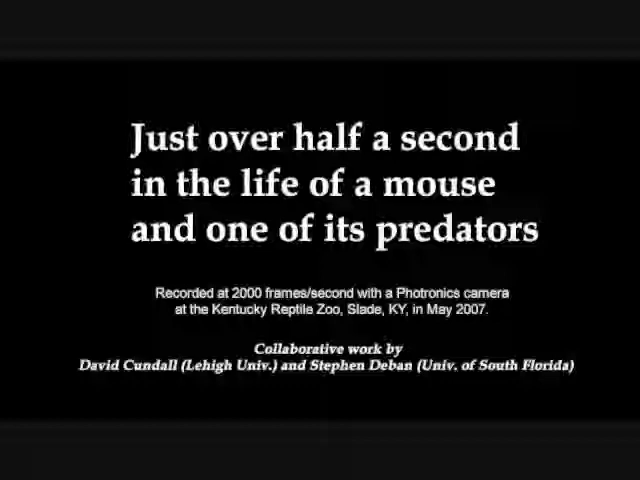 Just over half a second
in the life of a mouse
and one of its predators
Recorded at 2000 frames/second with a Photronics camera
at the Kentucky Reptile Zoo, Slade, KY, in May 2007.
Collaborative work by
David Cundall (Lehigh Univ.) and Stephen Deban (Univ. of South Florida)